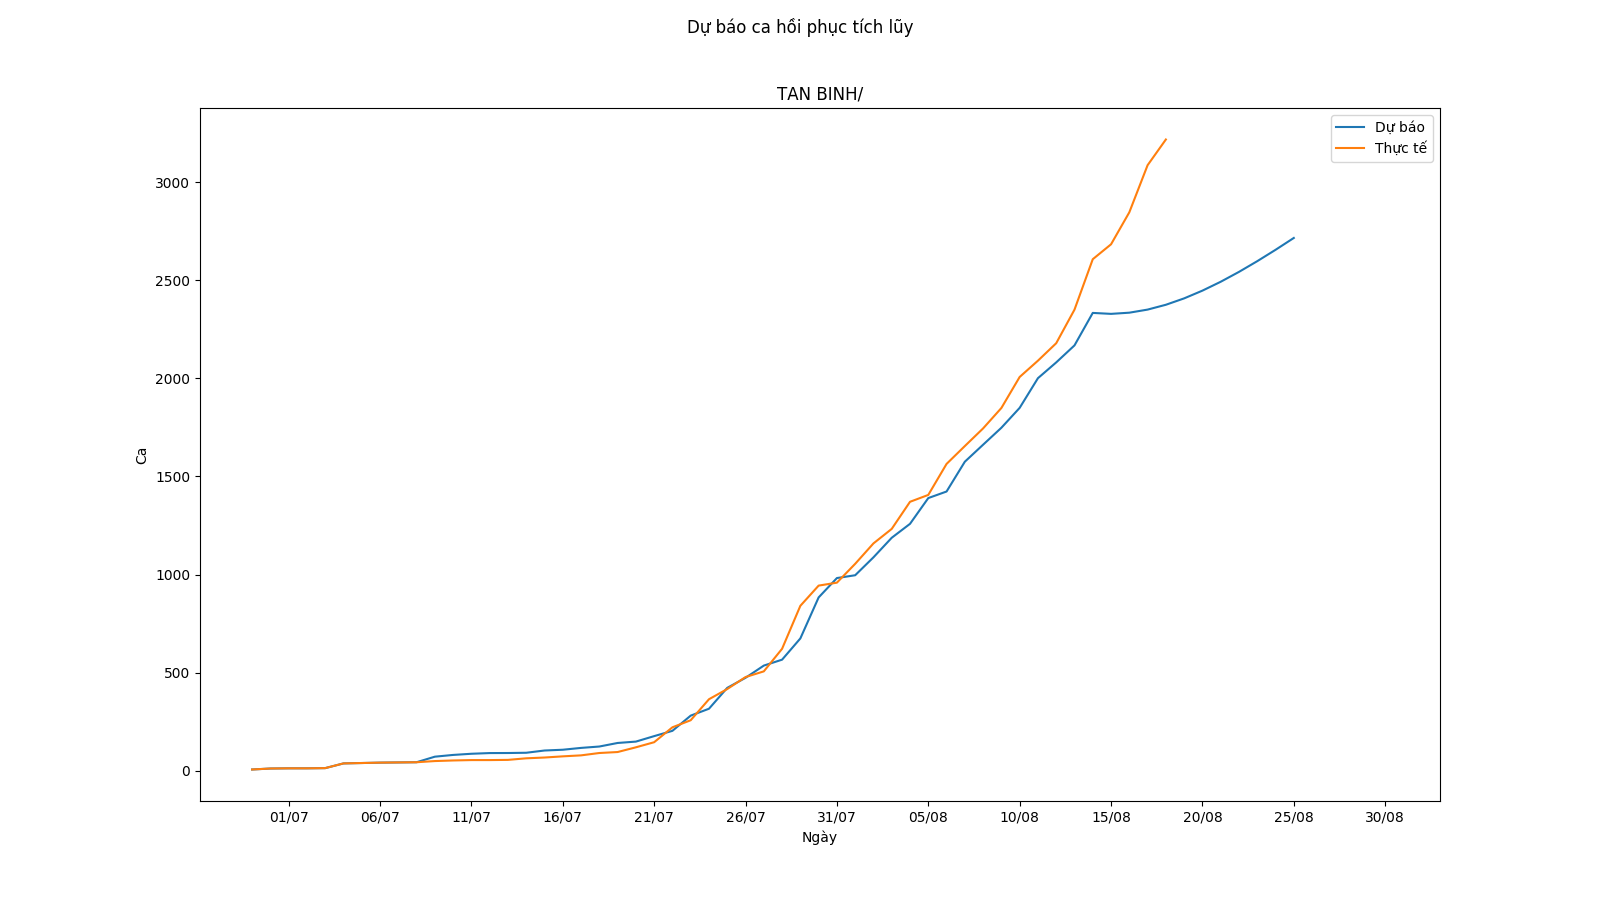 Dự báo ca hồi phục tích lũy
TAN BINH/
Dự báo
Thực tế
3000
2500
2000
1500
1000
500
0
Ca
01/07 06/07 11/07 16/07 21/07 26/07 31/07 05/08 10/08 15/08 20/08 25/08 30/08
Ngày